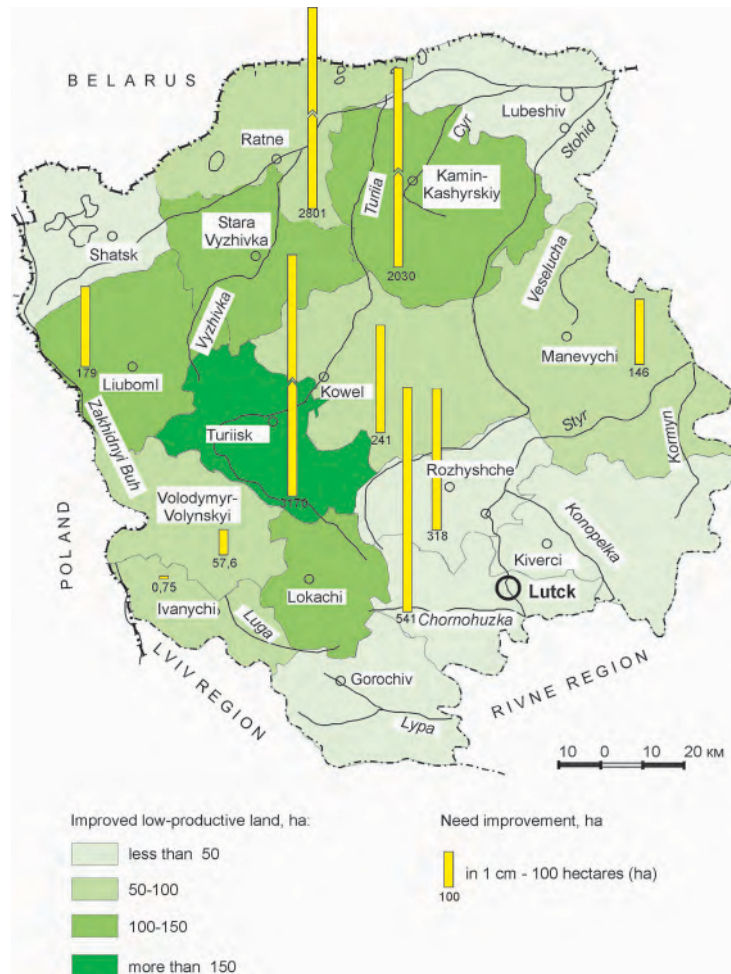 BELARUS
Lubeshiv
Stohid
Cyr
Ratne
Turiia
Kamin-
Kashyrskiy
Stara
Vyzhivka
2801
Shatsk
2030
Veselucha
Vyzhivka
179
Liuboml
Kowel
Manevychi
146
Zakhidnyi Buh
Turiisk
241
Styr
Kormyn
Rozhyshche
Volodymyr-
Volynskyi
318
Konopelka
57,6
Kiverci
POLAND
0,75
Ivanychi
Lokachi
Lutck
Luga
541
Chornohuzka
LVIV REGION
Gorochiv
RIVNE REGION
Lypa
10 0 10 20 км
Improved low-productive land, ha:
less than 50
50-100
100-150
more than 150
Need improvement, ha
in 1 cm - 100 hectares (ha)
100